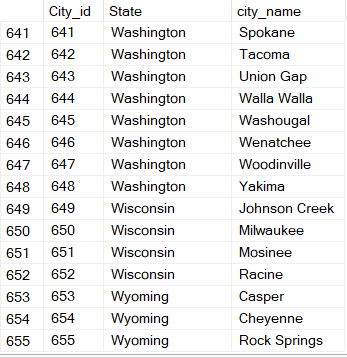 City_id State city_name
641 641 Washington Spokane
642 642 Washington Tacoma
643 643 Washington Union Gap
644 644 Washington Walla Walla
645 645 Washington Washougal
646 646 Washington Wenatchee
647 647 Washington Woodinville
648 648 Washington Yakima
649 649 Wisconsin Johnson Creek
650 650 Wisconsin Milwaukee
651 651 Wisconsin Mosinee
652 652 Wisconsin Racine
653 653 Wyoming Casper
654 654 Wyoming Cheyenne
655 655 Wyoming Rock Springs